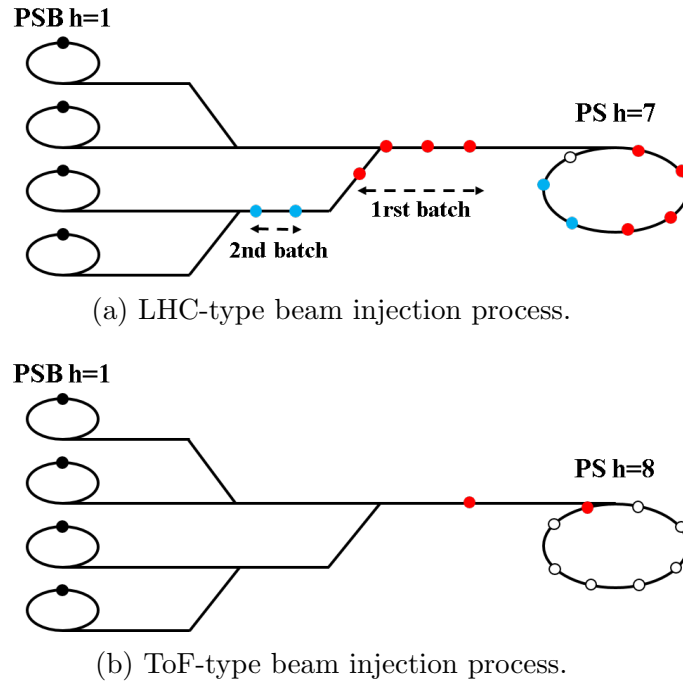 PSB h=1
PS h=7
1rst batch
2nd batch
(a) LHC-type beam injection process.
PSB h=1
PS h=8
(b) ToF-type beam injection process.